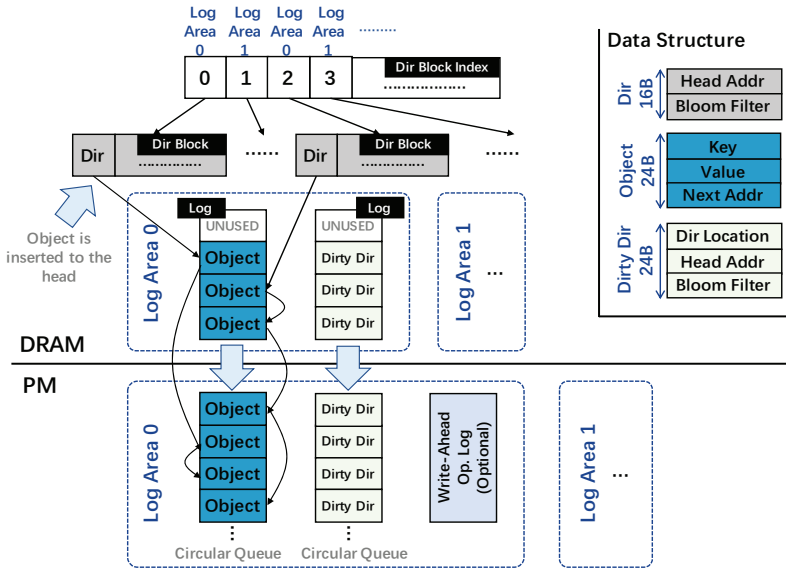 Log Area 0
Log Area 1
Log Area 0
Log Area 1
.........
0 1 2 3
Dir Block Index
Dir
Dir Block
......
Dir
Dir Block
......
Object is
inserted to the
head
Log Area 0
Log
UNUSED
Object
Object
Object
Log
UNUSED
Dirty Dir
Dirty Dir
Dirty Dir
Log Area 1
...
DRAM
PM
Log Area 0
Object
Object
Object
Object
Circular Queue
Dirty Dir
Dirty Dir
Dirty Dir
Dirty Dir
Circular Queue
Write-Ahead
Op. Log
(Optional)
Log Area 1
...
Data Structure
Dir
16B
Head Addr
Bloom Filter
Object
24B
Key
Value
Next Addr
Dirty Dir
24B
Dir Location
Head Addr
Bloom Filter